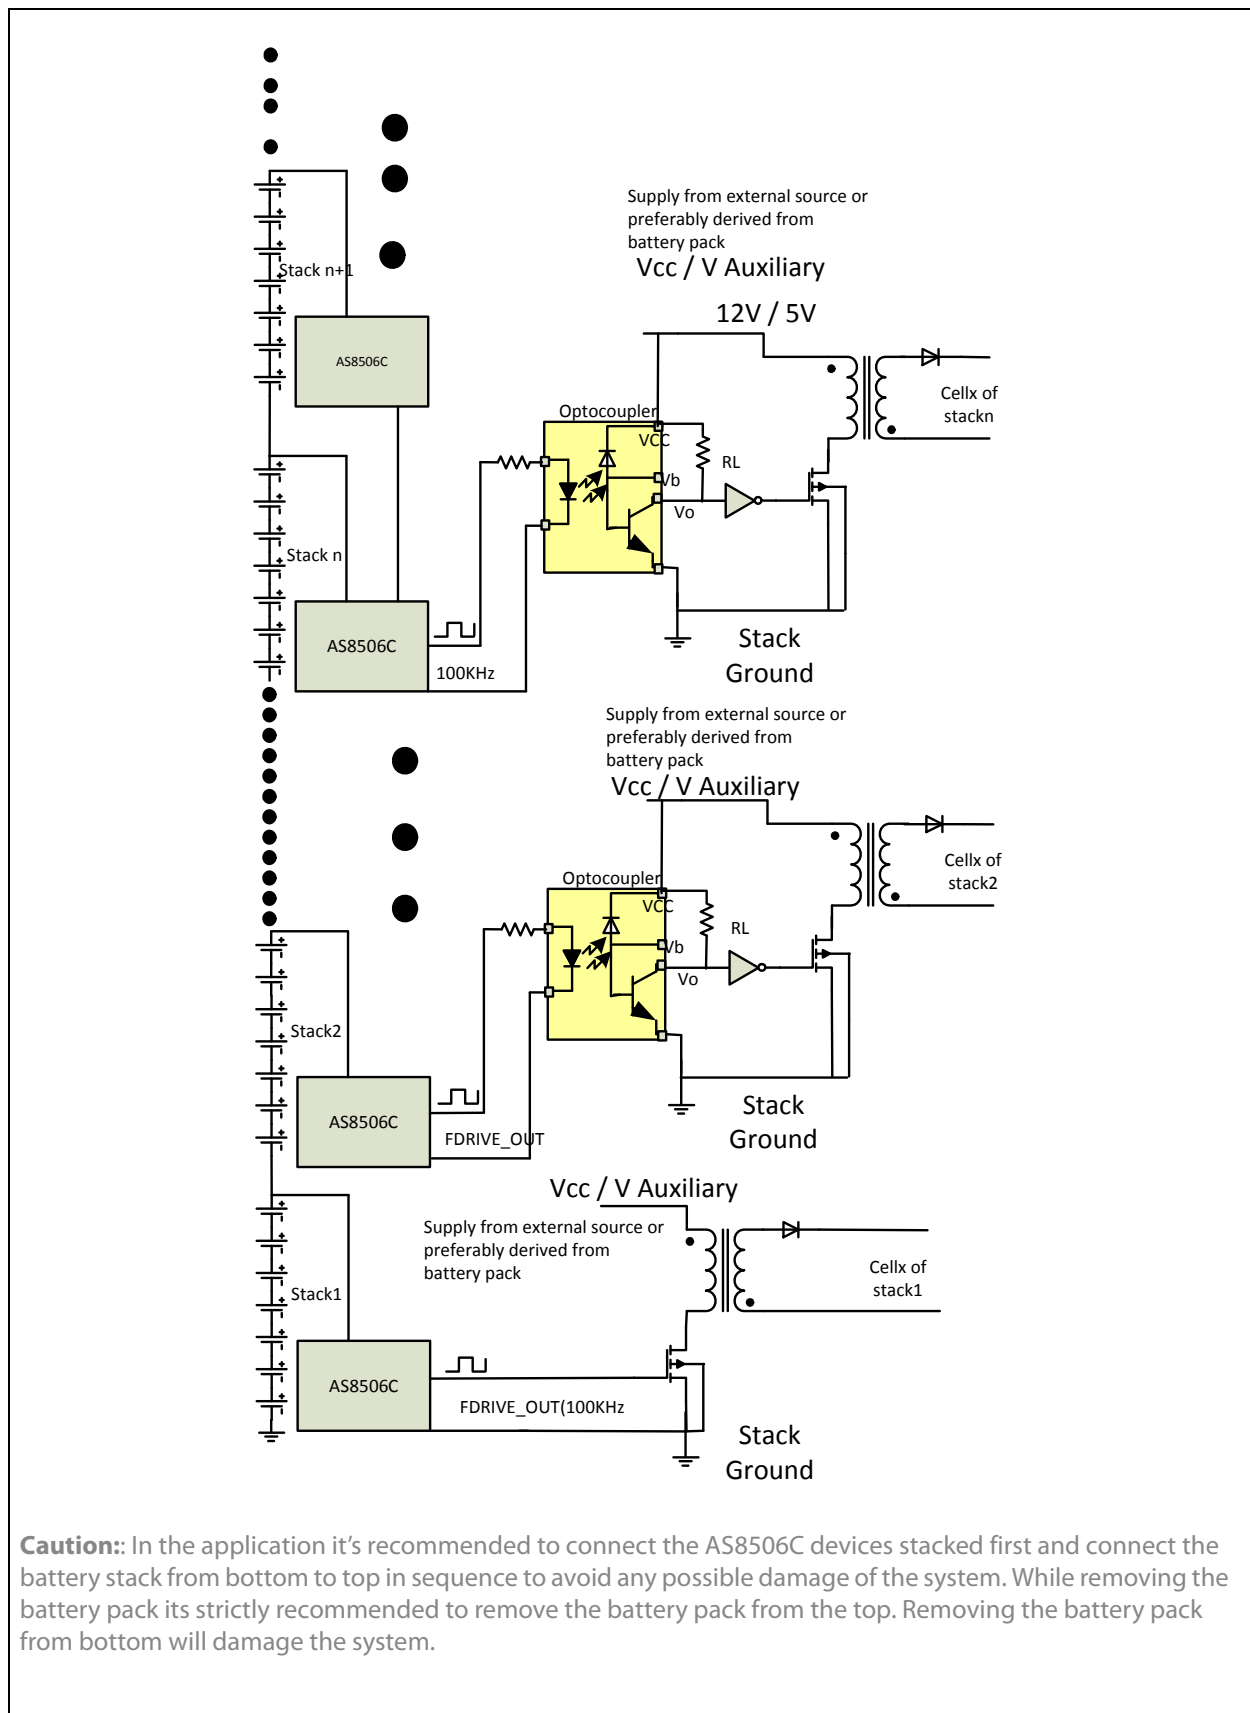 Supply from external source or
preferably derived from
battery pack
Vcc / V Auxiliary
12V / 5V
Stack n+1
AS8506C
Cellx of
stackn
Optocoupler
VCC
RL
Vb
Vo
Stack n
AS8506C
100KHz
Stack
Ground
Supply from external source or
preferably derived from
battery pack
Vcc / V Auxiliary
Cellx of
stack2
Optocoupler
VCC
RL
Vb
Vo
Stack2
AS8506C
FDRIVE_OUT
Stack
Ground
Vcc / V Auxiliary
Supply from external source or
preferably derived from
battery pack
Cellx of
stack1
Stack1
AS8506C
FDRIVE_OUT(100KHz
Stack
Ground
Caution:: In the application it's recommended to connect the AS8506C devices stacked first and connect the
battery stack from bottom to top in sequence to avoid any possible damage of the system. While removing the
battery pack its strictly recommended to remove the battery pack from the top. Removing the battery pack
from bottom will damage the system.